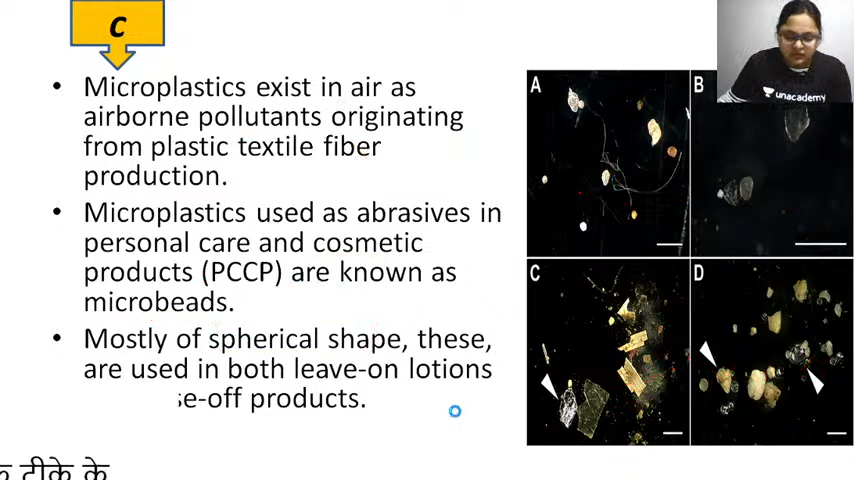 C
• Microplastics exist in air as
airborne pollutants originating
from plastic textile fiber
production.
• Microplastics used as abrasives in
personal care and cosmetic
products (PCCP) are known as
microbeads.
• Mostly of spherical shape, these,
are used in both leave-on lotions
se-off products.
A
B
unacademy
C
D
टीके के